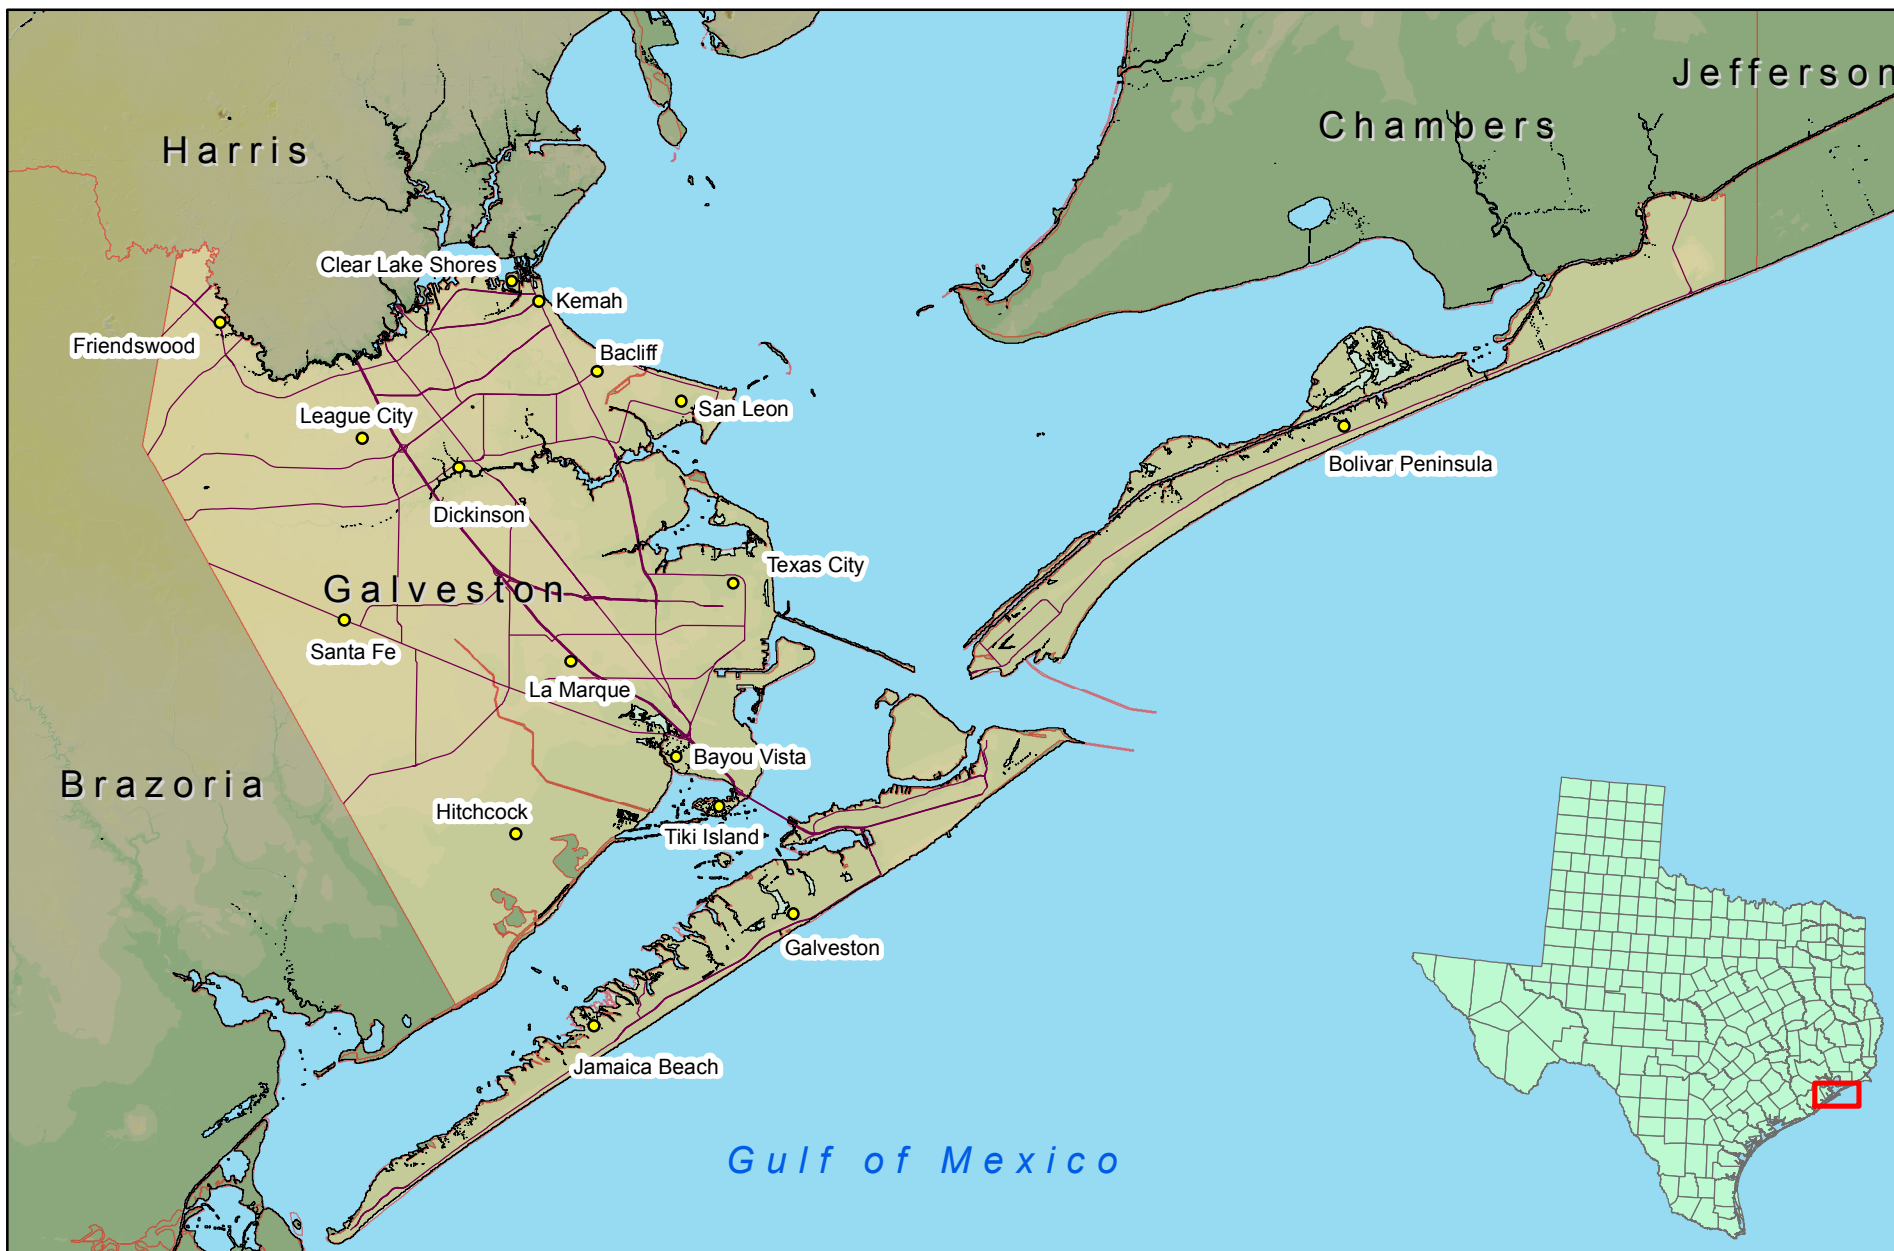 Jefferson
Chambers
Harris
Clear Lake Shores
Kemah
Friendswood
Bacliff
San Leon
League City
Bolivar Peninsula
Dickinson
Texas City
Galveston
Santa Fe
La Marque
Bayou Vista
Brazoria
Hitchcock
Tiki Island
Galveston
Jamaica Beach
Gulf of Mexico